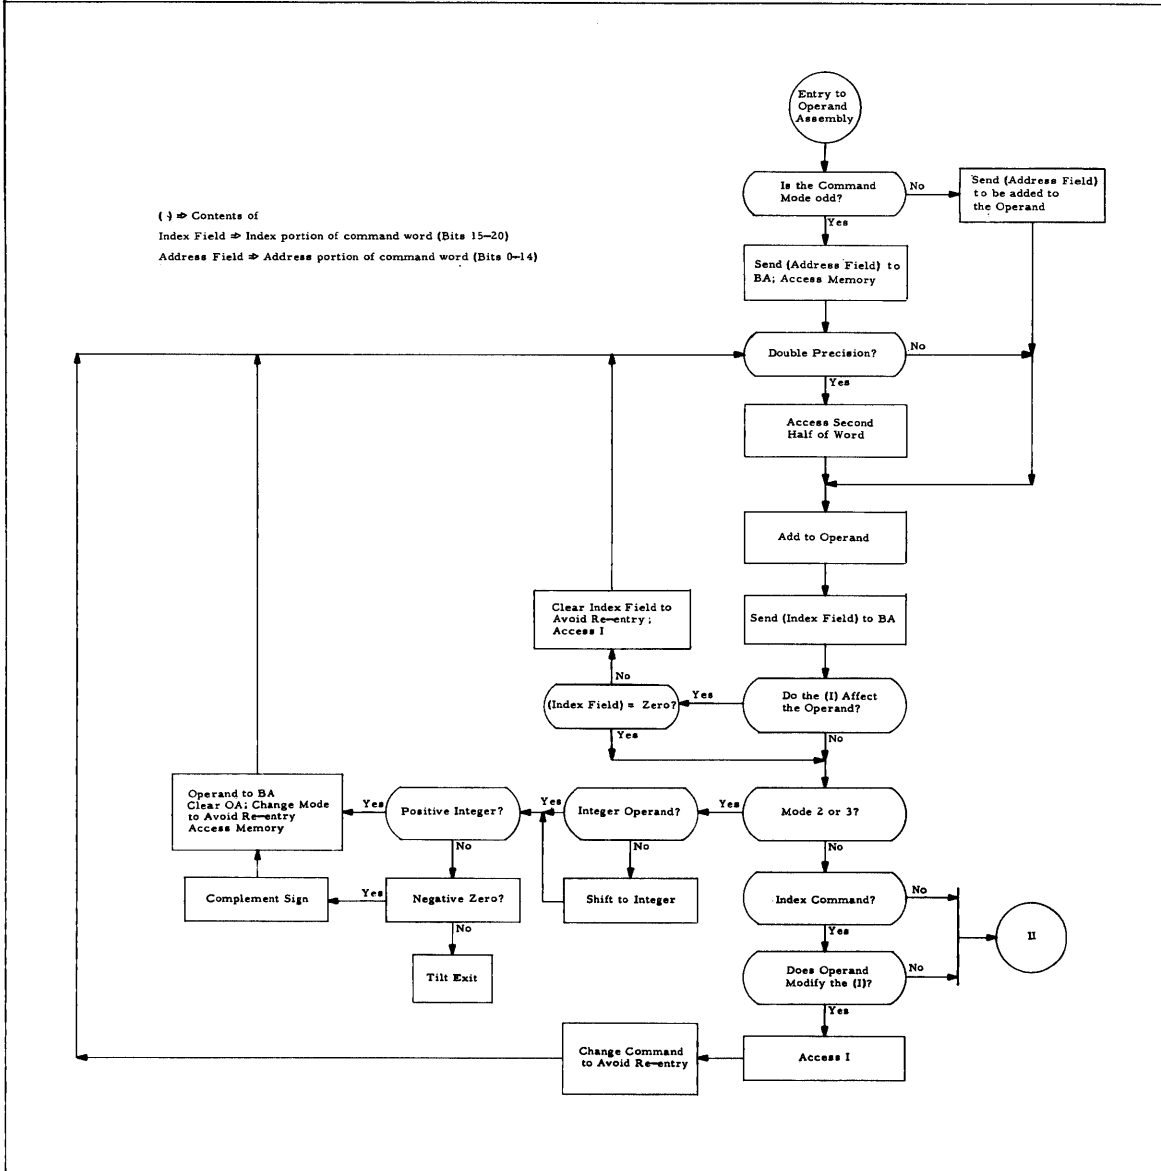 Entry to
Operand
Assembly
Is the Command
Mode odd?
No
Send (Address Field)
to be added to
the Operand
Yes
( ) ⇒ Contents of
Index Field ⇒ Index portion of command word (Bits 15—20)
Address Field ⇒ Address portion of command word (Bits 0—14)
Send (Address Field) to
BA; Access Memory
Double Precision?
No
Yes
Access Second
Half of Word
Add to Operand
Clear Index Field to
Avoid Re—entry ;
Access I
Send (Index Field) to BA
No
(Index Field) = Zero?
Yes
Do the (I) Affect
the Operand?
Yes
No
Operand to BA
Clear OA; Change Mode
to Avoid Re—entry
Access Memory
Yes
Positive Integer?
Yes
Integer Operand?
Yes
Mode 2 or 3?
No
No
No
Complement Sign
Yes
Negative Zero?
Shift to Integer
Index Command?
No
No
Yes
11
Tilt Exit
Does Operand
Modify the (I)?
No
Yes
Change Command
to Avoid Re—entry
Access I